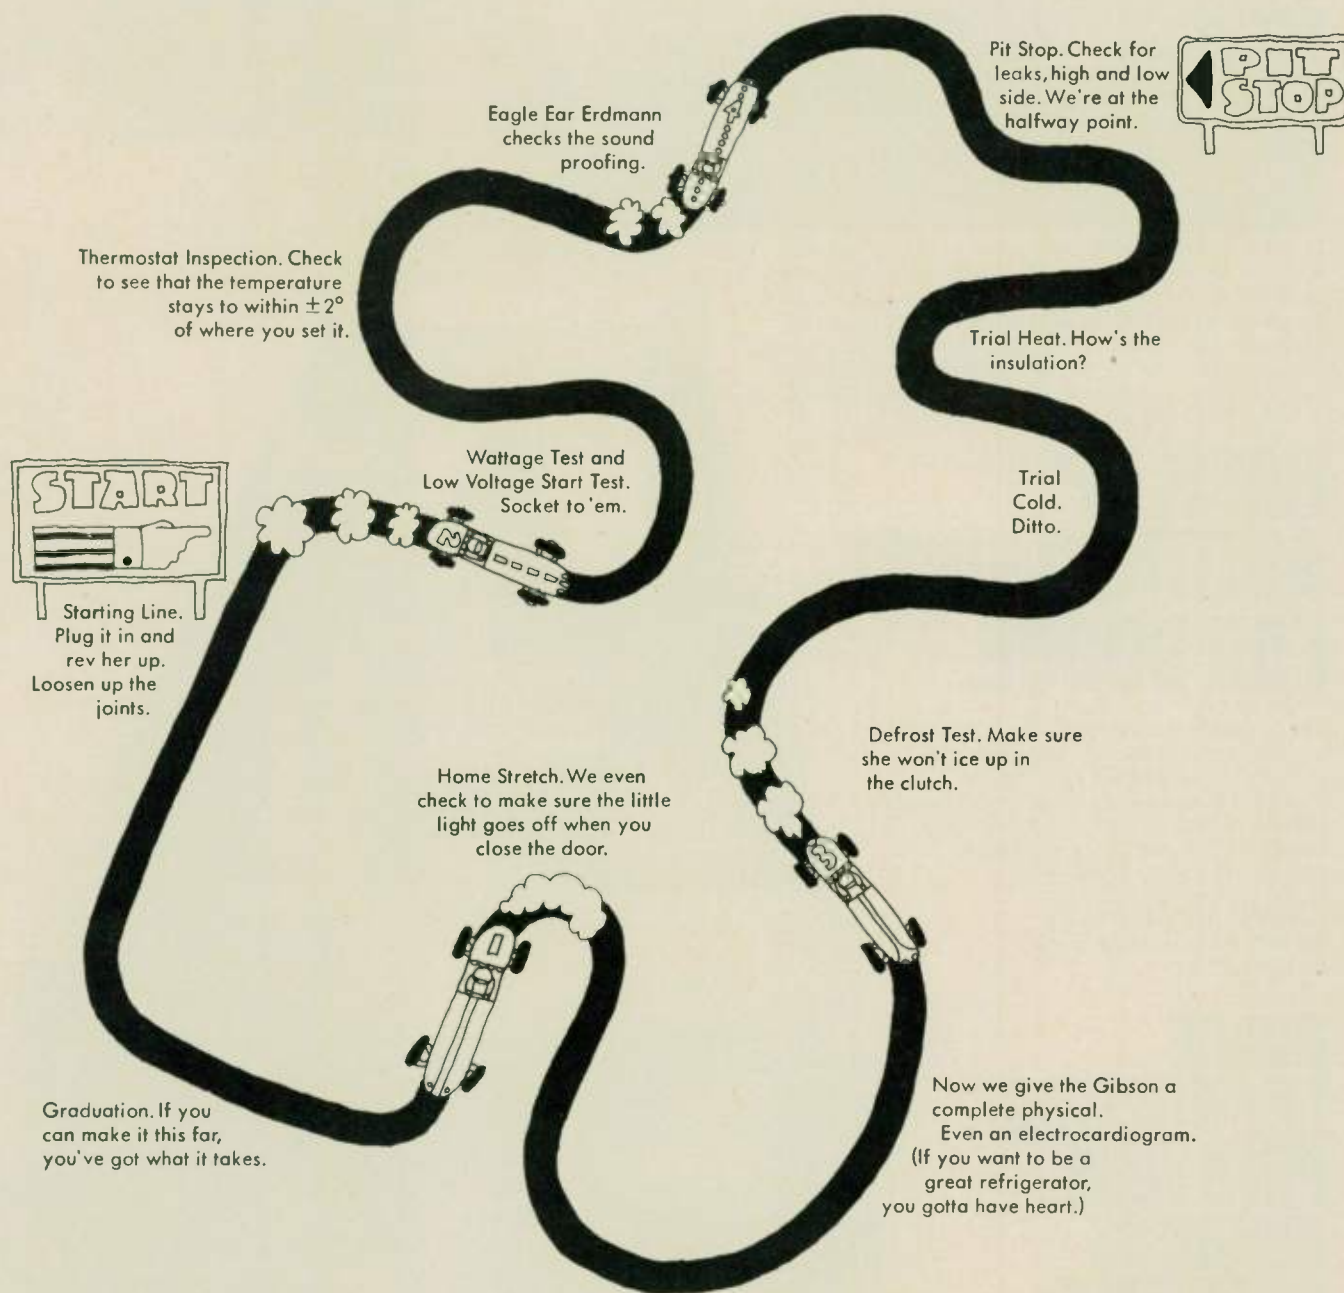 START
Starting Line.
Plug it in and
rev her up.
Loosen up the
joints.
Wattage Test and
Low Voltage Start Test.
Socket to 'em.
2
Thermostat Inspection. Check
to see that the temperature
stays to within ±2°
of where you set it.
Eagle Ear Erdmann
checks the sound
proofing.
Pit Stop. Check for
leaks, high and low
side. We're at the
halfway point.
PIT
STOP
Trial Heat. How's the
insulation?
Trial
Cold.
Ditto.
Defrost Test. Make sure
she won't ice up in
the clutch.
3
Now we give the Gibson a
complete physical.
Even an electrocardiogram.
(If you want to be a
great refrigerator,
you gotta have heart.)
Home Stretch. We even
check to make sure the little
light goes off when you
close the door.
1
Graduation. If you
can make it this far,
you've got what it takes.